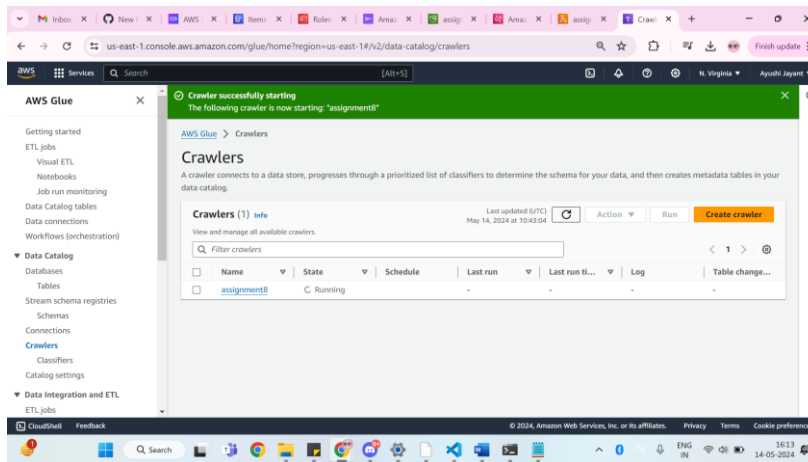 Inbox
New
AWS
Rem
Roles
Amaz
assig
Amaz
assig
Crawl
us-east-1.console.aws.amazon.com/glue/home?region=us-east-1#/v2/data-catalog/crawlers
Finish update
aws Services Search [Alt+S] N. Virginia Ayushi Jayant
AWS Glue
Getting started
ETL jobs
Visual ETL
Notebooks
Job run monitoring
Data Catalog tables
Data connections
Workflows (orchestration)
Data Catalog
Databases
Tables
Stream schema registries
Schemas
Connections
Crawlers
Classifiers
Catalog settings
Data Integration and ETL
ETL jobs
Crawler successfully starting
The following crawler is now starting: "assignment8"
AWS Glue > Crawlers
Crawlers
A crawler connects to a data store, progresses through a prioritized list of classifiers to determine the schema for your data, and then creates metadata tables in your
data catalog.
Crawlers (1) Info
Last updated (UTC)
May 14, 2024 at 10:43:04
Action Run Create crawler
View and manage all available crawlers.
Filter crawlers
1
Name State Schedule Last run Last run ti... Log Table change...
assignment8 Running - - - -
CloudShell Feedback © 2024, Amazon Web Services, Inc. or its affiliates. Privacy Terms Cookie preference
Search
ENG
IN
16:13
14-05-2024